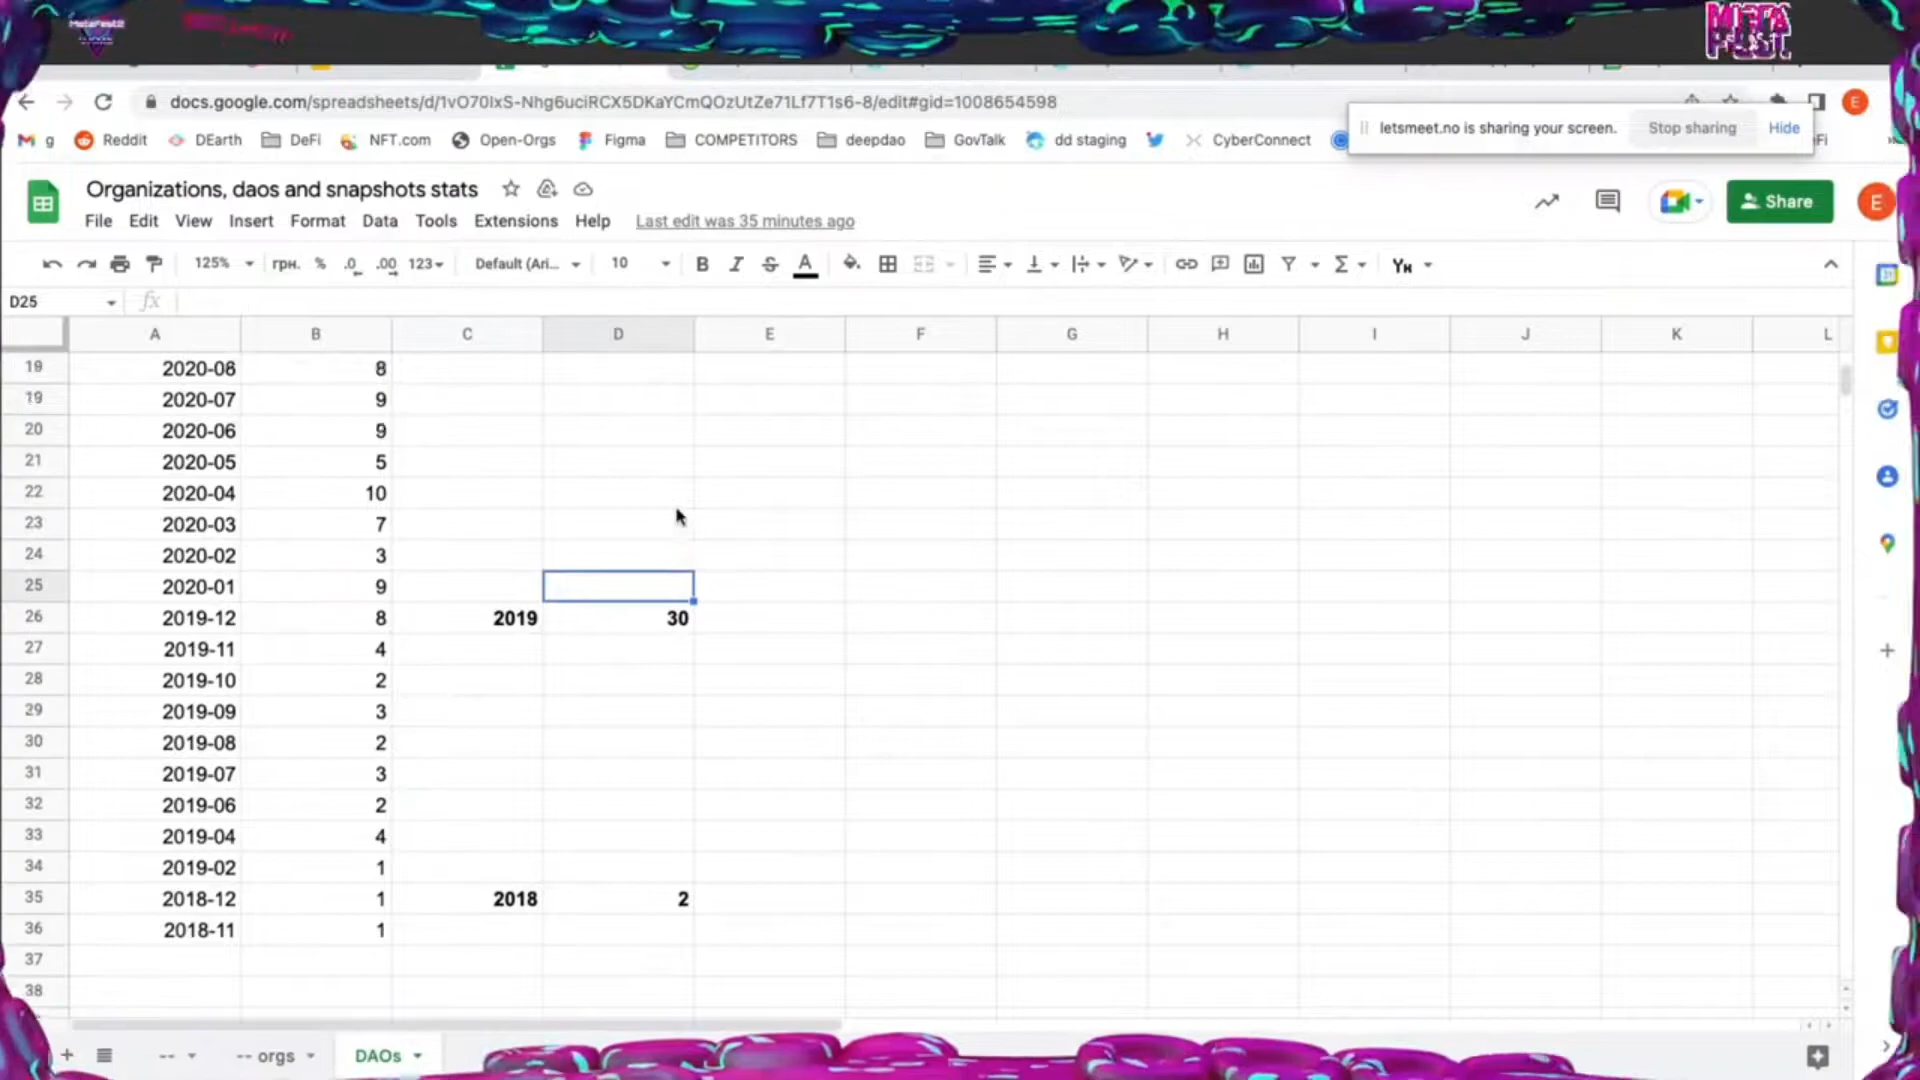 MetaFest2
META
FEST
docs.google.com/spreadsheets/d/1vO70IxS-Nhg6uciRCX5DKaYCmQOzUtZe71Lf7T1s6-8/edit#gid=1008654598
E
letsmeet.no is sharing your screen. Stop sharing Hide
g Reddit DEarth DeFi NFT.com Open-Orgs Figma COMPETITORS deepdao GovTalk dd staging CyberConnect
Organizations, daos and snapshots stats
Share E
File Edit View Insert Format Data Tools Extensions Help Last edit was 35 minutes ago
125% грн. % .0 .00 123 Default (Ari... 10 B I S A Σ Ун
D25 fx
A B C D E F G H I J K L
19 2020-08 8
19 2020-07 9
20 2020-06 9
21 2020-05 5
22 2020-04 10
23 2020-03 7
24 2020-02 3
25 2020-01 9
26 2019-12 8 2019 30
27 2019-11 4
28 2019-10 2
29 2019-09 3
30 2019-08 2
31 2019-07 3
32 2019-06 2
33 2019-04 4
34 2019-02 1
35 2018-12 1 2018 2
36 2018-11 1
37
38
-- -- orgs DAOs